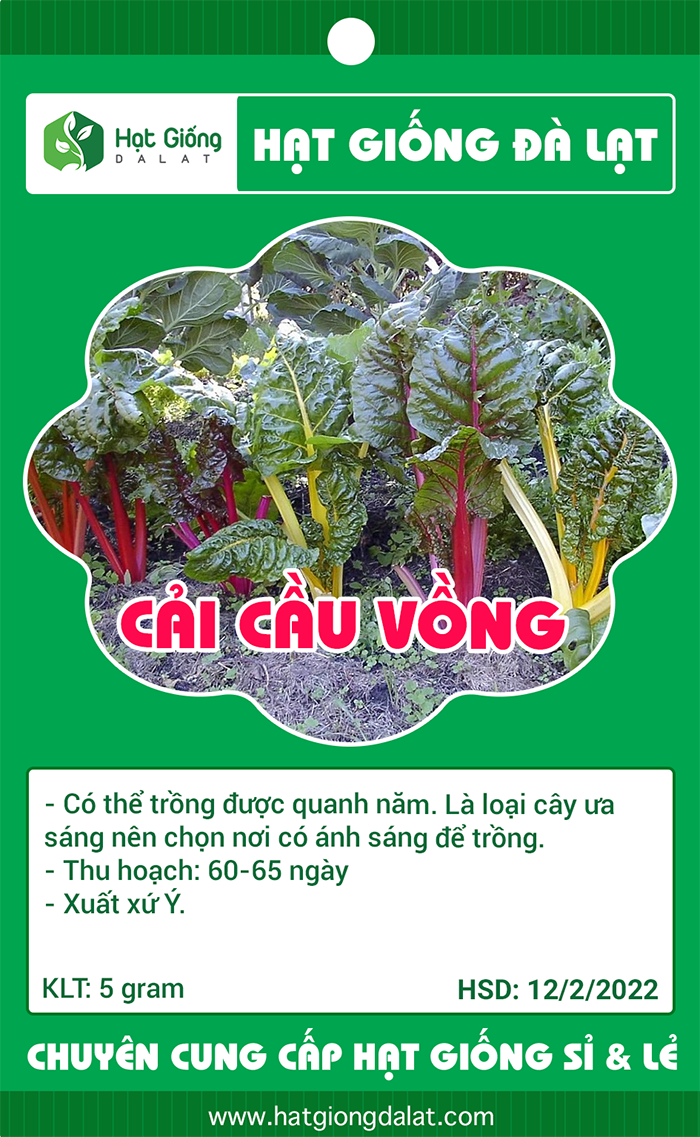 Hạt Giống
DALAT
HẠT GIỐNG ĐÀ LẠT
CẢI CẦU VỒNG
- Có thể trồng được quanh năm. Là loại cây ưa
sáng nên chọn nơi có ánh sáng để trồng.
- Thu hoạch: 60-65 ngày
- Xuất xứ Ý.
KLT: 5 gram
HSD: 12/2/2022
CHUYÊN CUNG CẤP HẠT GIỐNG SỈ & LẺ
www.hatgiongdalat.com